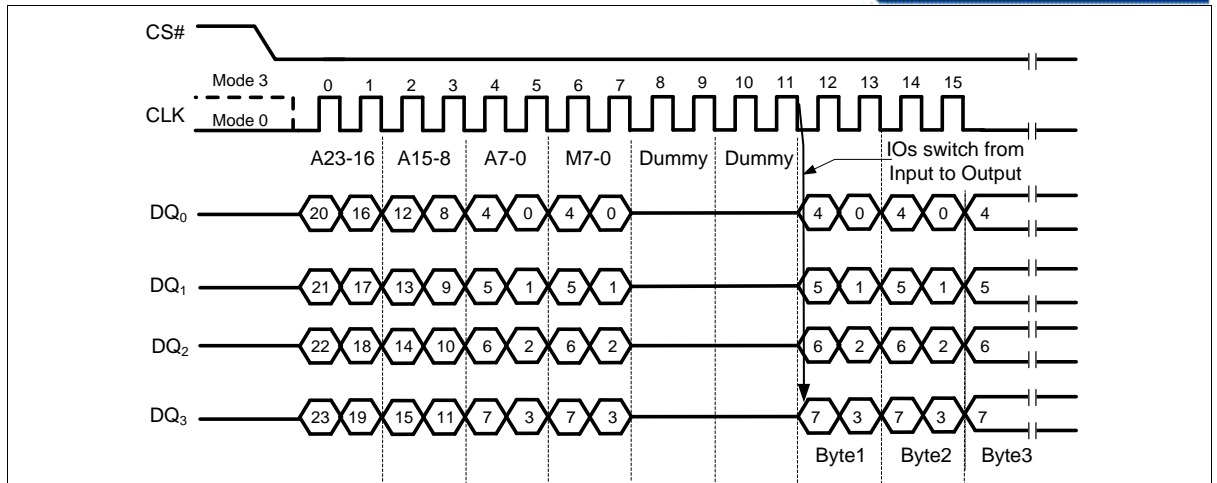 CS#
Mode 3
0 1 2 3 4 5 6 7 8 9 10 11 12 13 14 15
CLK
Mode 0
A23-16 A15-8 A7-0 M7-0 Dummy Dummy
IOs switch from
Input to Output
DQ0 20 16 12 8 4 0 4 0 4 0 4 0 4
DQ1 21 17 13 9 5 1 5 1 5 1 5 1 5
DQ2 22 18 14 10 6 2 6 2 6 2 6 2 6
DQ3 23 19 15 11 7 3 7 3 7 3 7 3 7
Byte1 Byte2 Byte3